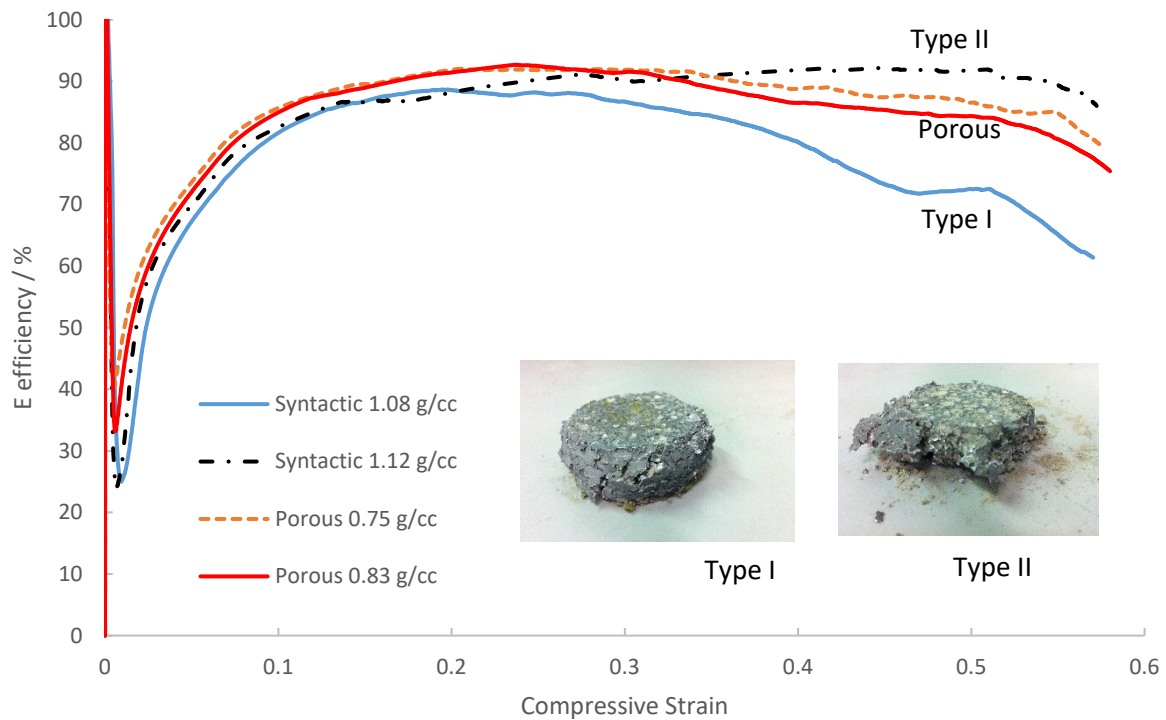 100
90
80
70
60
50
40
30
20
10
0
E efficiency / %
Type II
Porous
Type I
Syntactic 1.08 g/cc
Syntactic 1.12 g/cc
Porous 0.75 g/cc
Porous 0.83 g/cc
Type I
Type II
0 0.1 0.2 0.3 0.4 0.5 0.6
Compressive Strain